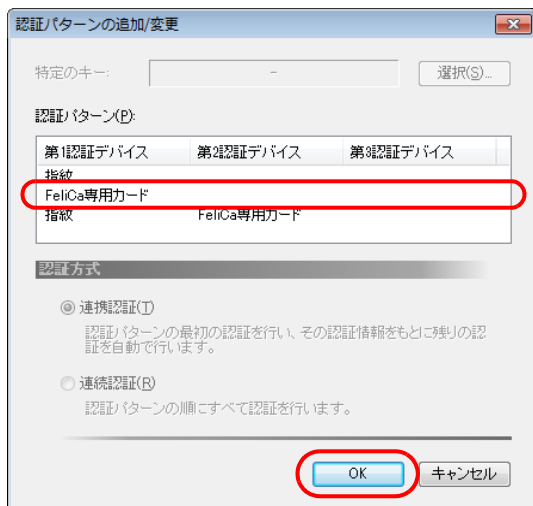 認証パターンの追加/変更
特定のキー:  -  選択(S)...
認証パターン(P):
第1認証デバイス 第2認証デバイス 第3認証デバイス
指紋
FeliCa専用カード
指紋 FeliCa専用カード
認証方式
連携認証(T)
認証パターンの最初の認証を行い、その認証情報をもとに残りの認
証を自動で行います。
連続認証(R)
認証パターンの順にすべて認証を行います。
OK キャンセル